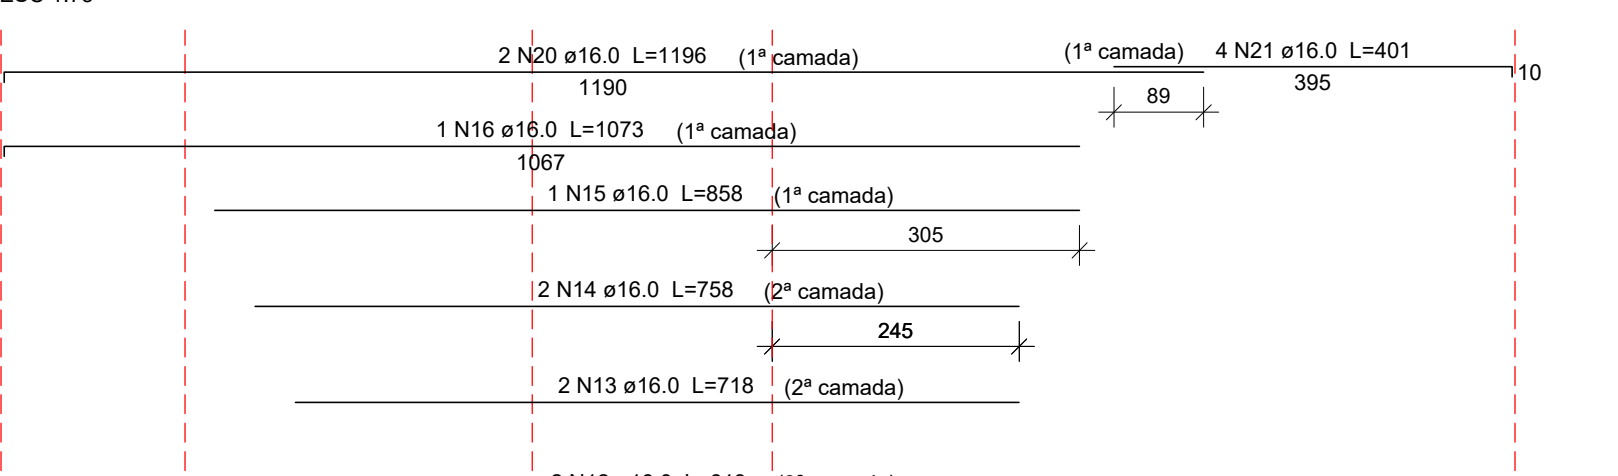 2 N20 ø16.0 L=1196 (1ª camada) (1ª camada) 4 N21 ø16.0 L=401
1190 395 10
89
1 N16 ø16.0 L=1073 (1ª camada)
1067
1 N15 ø16.0 L=858 (1ª camada)
305
2 N14 ø16.0 L=758 (2ª camada)
245
2 N13 ø16.0 L=718 (2ª camada)